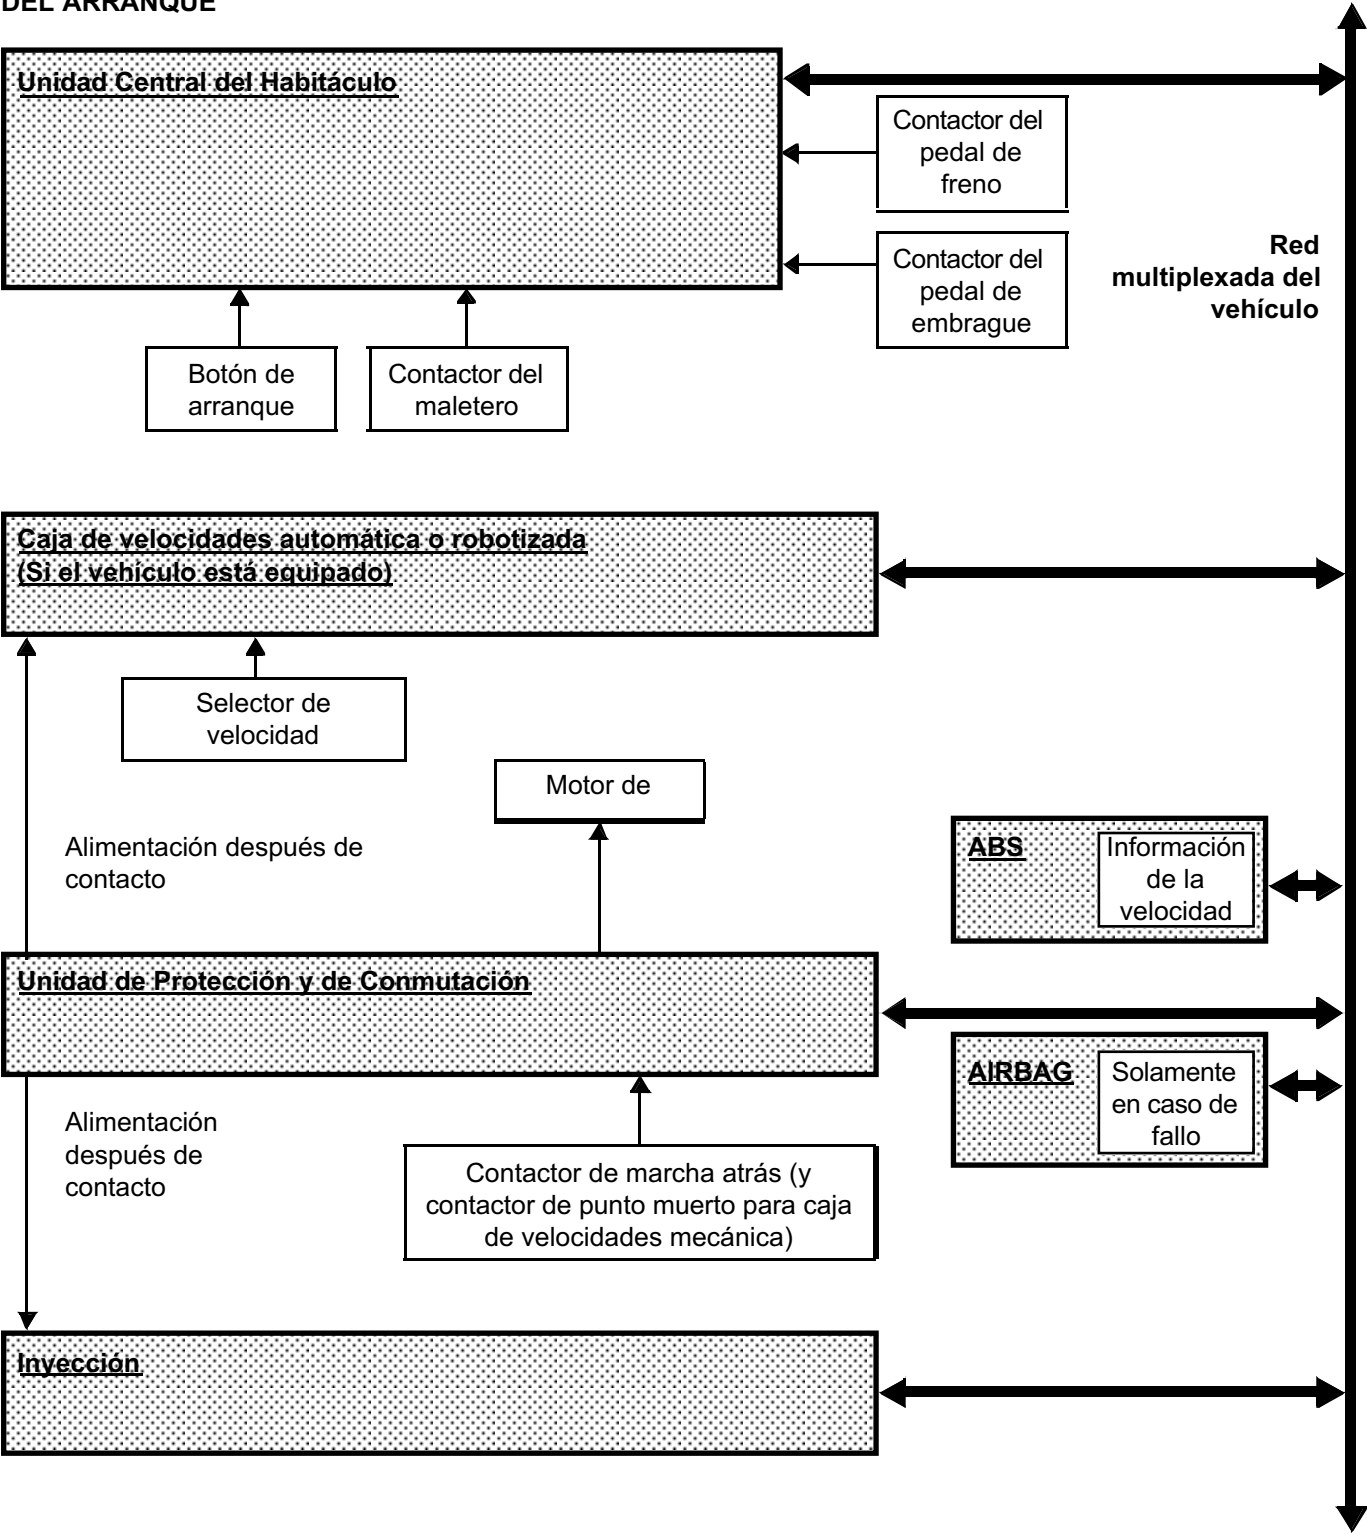 DEL ARRANQUE
Unidad Central del Habitáculo
Contactor del
pedal de
freno
Contactor del
pedal de
embrague
Red
multiplexada del
vehículo
Botón de
arranque
Contactor del
maletero
Caja de velocidades automática o robotizada
(Si el vehículo está equipado)
Selector de
velocidad
Motor de
Alimentación después de
contacto
ABS
Información
de la
velocidad
Unidad de Protección y de Conmutación
AIRBAG
Solamente
en caso de
fallo
Alimentación
después de
contacto
Contactor de marcha atrás (y
contactor de punto muerto para caja
de velocidades mecánica)
Inyección